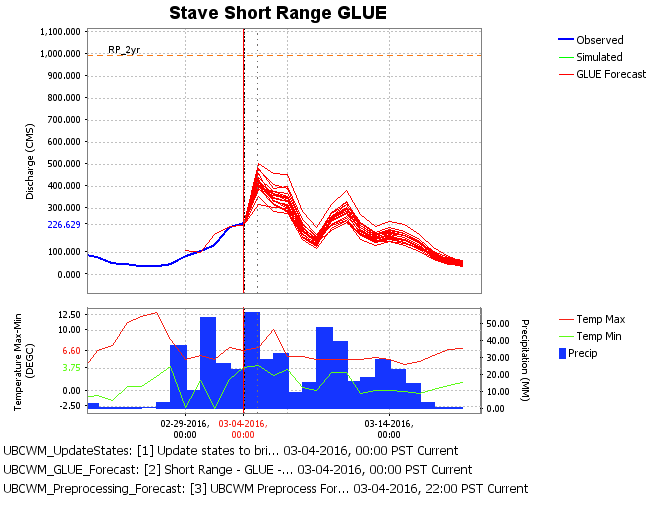 Stave Short Range GLUE
1,100.000
1,000.000
900.000
800.000
700.000
600.000
500.000
400.000
300.000
226.629
100.000
0.000
Discharge (CMS)
RP_2yr
Observed
Simulated
GLUE Forecast
12.50
10.00
6.60
3.75
0.00
-2.50
Temperature Max-Min
(DEGC)
50.00
40.00
30.00
20.00
10.00
0.00
Precipitation (MM)
Temp Max
Temp Min
Precip
02-29-2016, 03-04-2016, 03-14-2016,
00:00 00:00 00:00
UBCWM_UpdateStates: [1] Update states to bri... 03-04-2016, 00:00 PST Current
UBCWM_GLUE_Forecast: [2] Short Range - GLUE -... 03-04-2016, 00:00 PST Current
UBCWM_Preprocessing_Forecast: [3] UBCWM Preprocess For... 03-04-2016, 22:00 PST Current